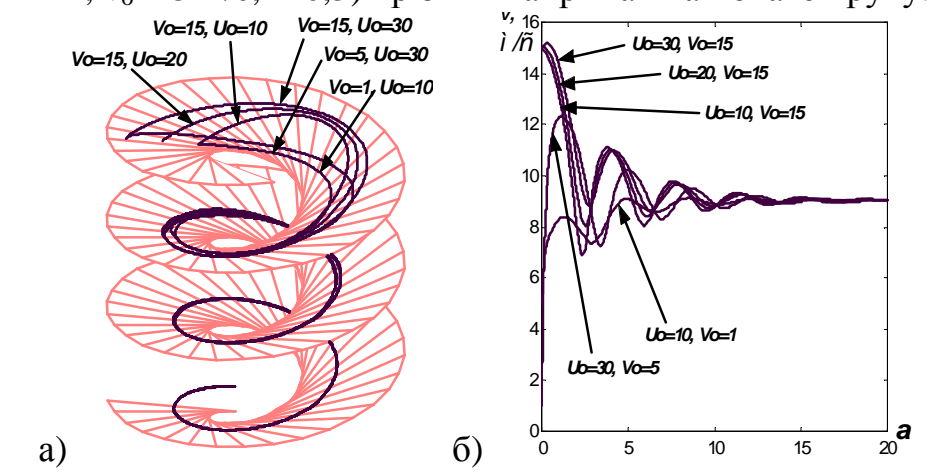 Vo=15, Uo=30
Vo=15, Uo=10
Vo=5, Uo=30
Vo=15, Uo=20
Vo=1, Uo=10
а)
v,
ì /ñ
16
14
12
10
8
6
4
2
0
0
5
10
15
20
a
Uo=30, Vo=15
Uo=20, Vo=15
Uo=10, Vo=15
Uo=10, Vo=1
Uo=30, Vo=5
б)